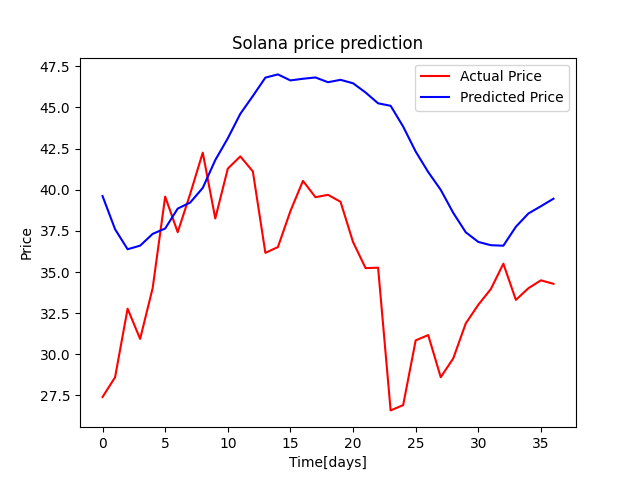 Solana price prediction
Actual Price
Predicted Price
47.5
45.0
42.5
40.0
37.5
35.0
32.5
30.0
27.5
Price
0 5 10 15 20 25 30 35
Time[days]